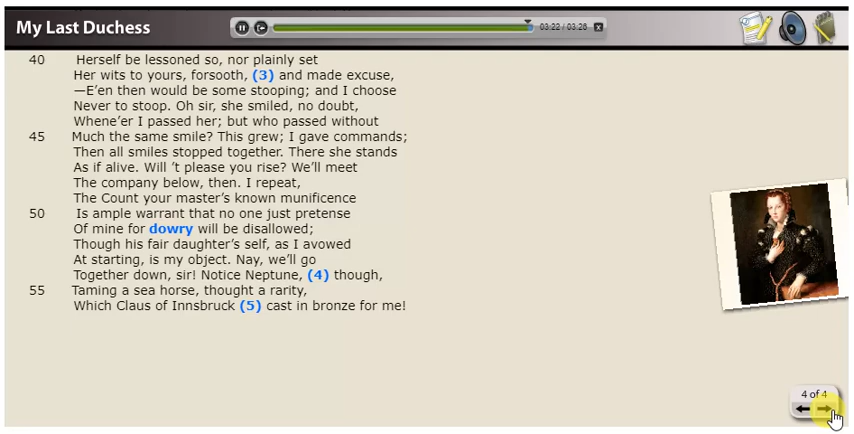 My Last Duchess
03:22 / 03:26
40 Herself be lessoned so, nor plainly set
Her wits to yours, forsooth, (3) and made excuse,
—E’en then would be some stooping; and I choose
Never to stoop. Oh sir, she smiled, no doubt,
Whene’er I passed her; but who passed without
45 Much the same smile? This grew; I gave commands;
Then all smiles stopped together. There she stands
As if alive. Will ’t please you rise? We’ll meet
The company below, then. I repeat,
The Count your master’s known munificence
50 Is ample warrant that no one just pretense
Of mine for dowry will be disallowed;
Though his fair daughter’s self, as I avowed
At starting, is my object. Nay, we’ll go
Together down, sir! Notice Neptune, (4) though,
55 Taming a sea horse, thought a rarity,
Which Claus of Innsbruck (5) cast in bronze for me!
4 of 4